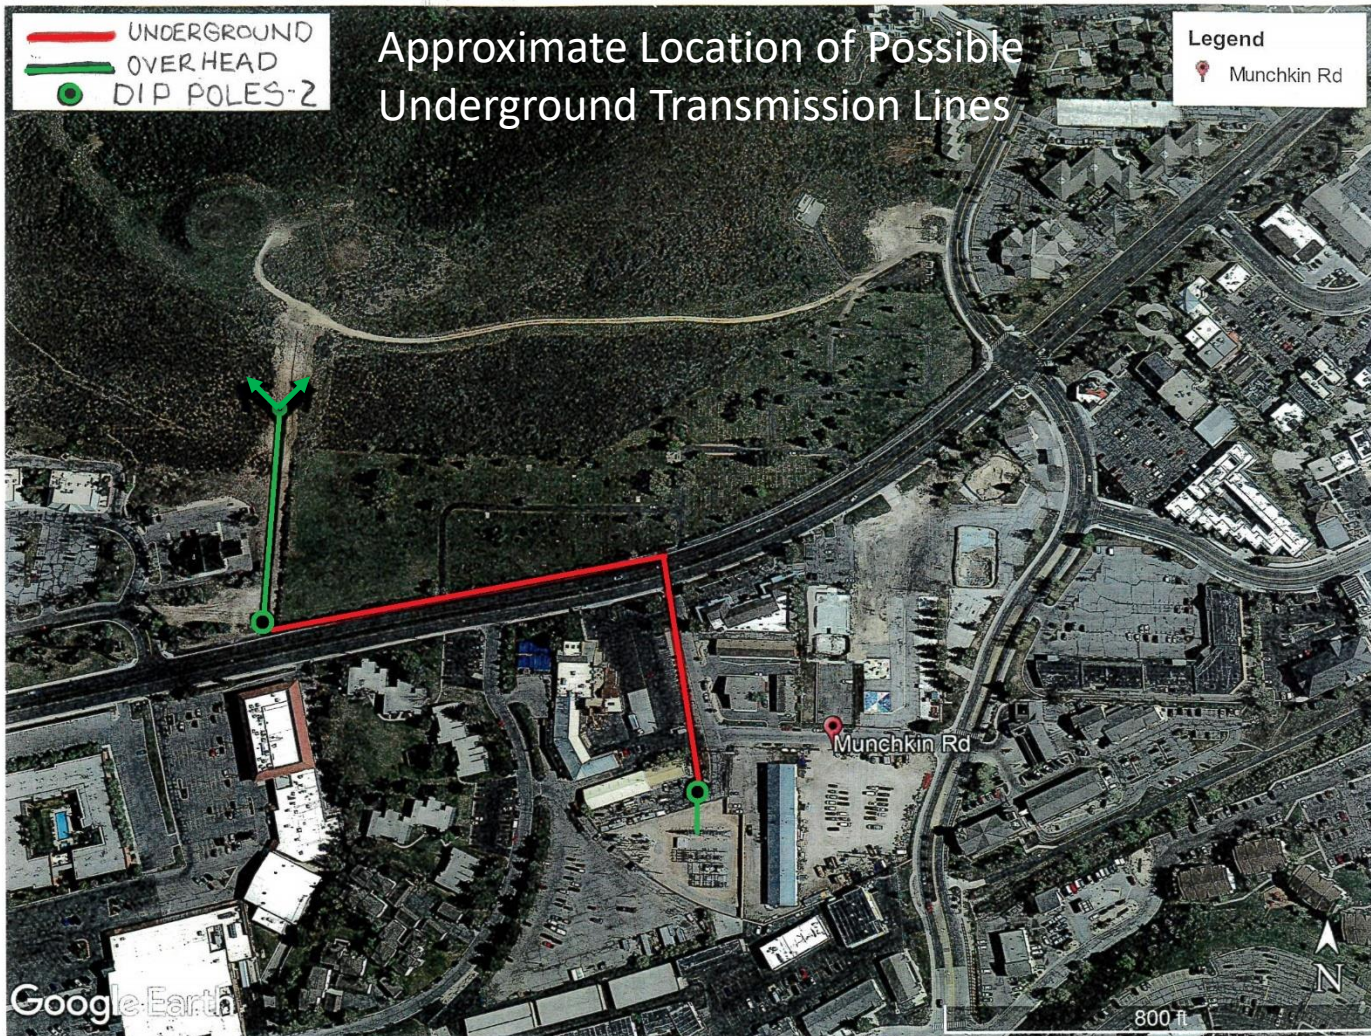 UNDERGROUND
OVERHEAD
DIP POLES-2
Approximate Location of Possible
Underground Transmission Lines
Legend
Munchkin Rd
Munchkin Rd
Google Earth
N
800 ft